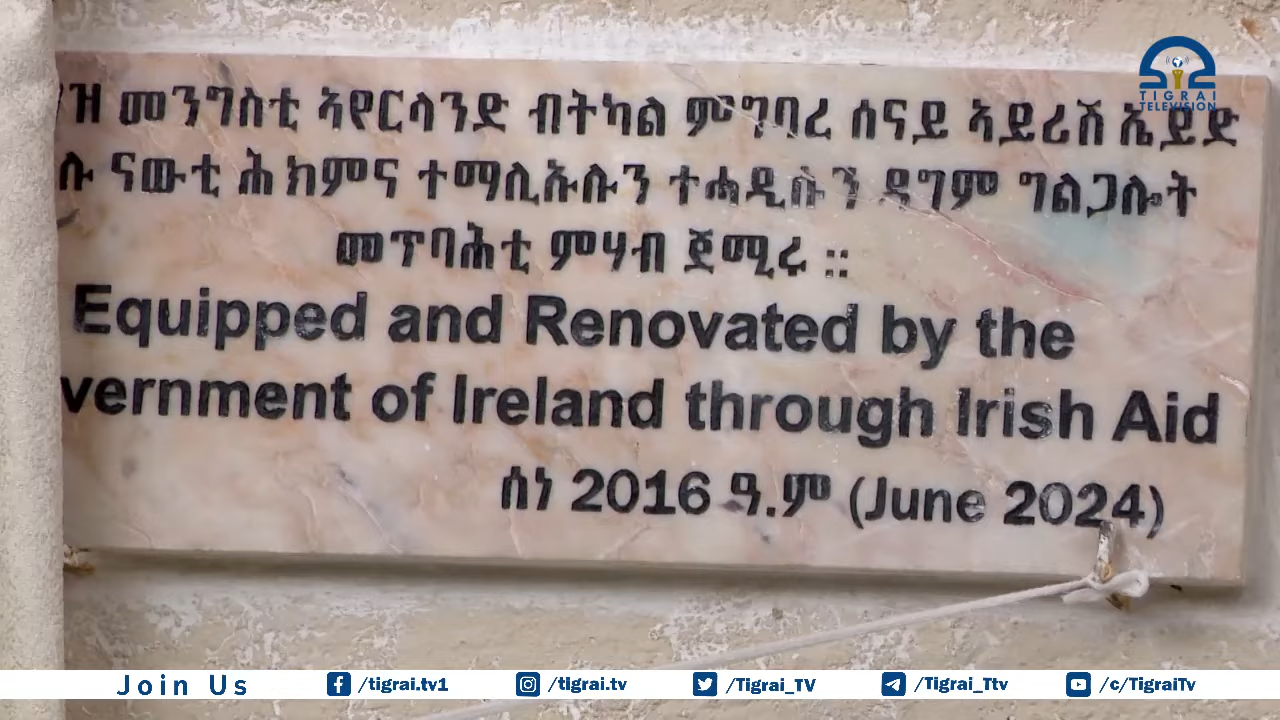 TIGRAI
TELEVISION
ዝ መንግስቲ ኣየርላንድ ብትካል ምግባረ ሰናይ ኣይሪሽ ኤይድ
ሉ ናውቲ ሕክምና ተማሊኡሉን ተሓዲሱን ዳግም ግልጋሎት
መጥባሕቲ ምሃብ ጀሚሩ ።
Equipped and Renovated by the
vernment of Ireland through Irish Aid
ሰነ 2016 ዓ.ም (June 2024)
Join Us /tigrai.tv1 /tigrai.tv /Tigrai_TV /Tigrai_Ttv /c/TigraiTv